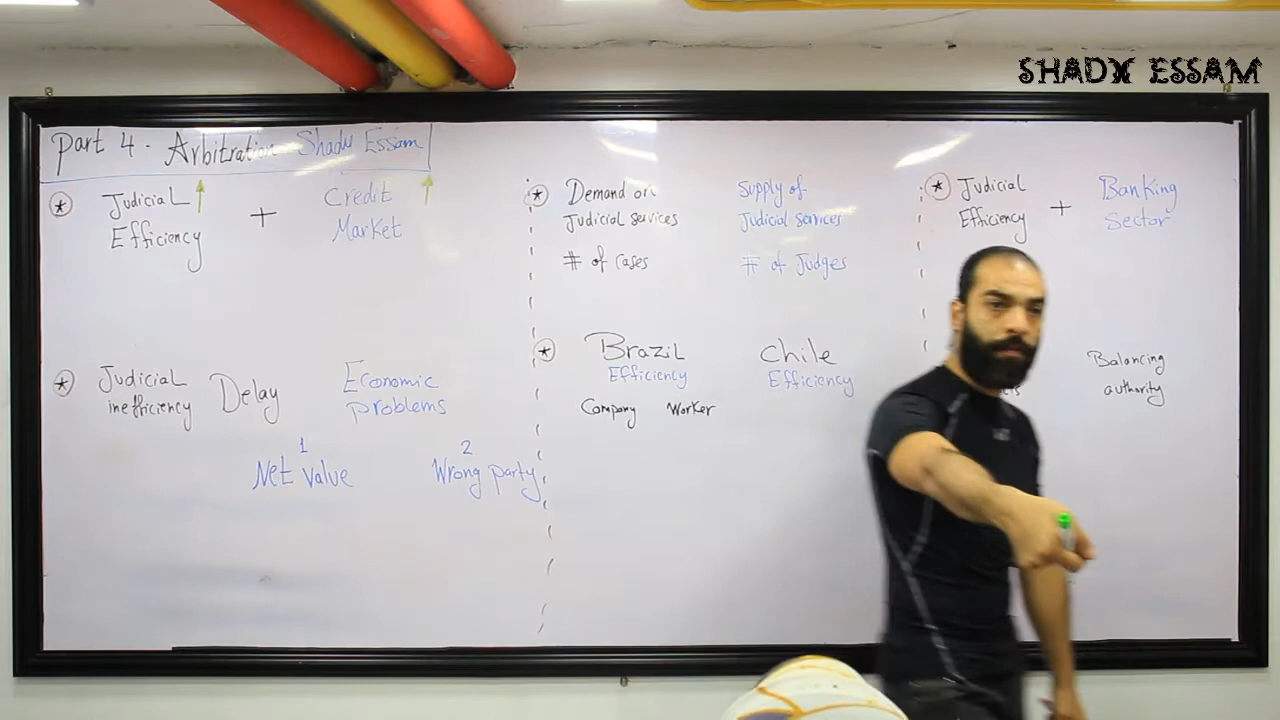 SHADY ESSAM
Part 4 - Arbitration Shady Essam
Judicial
Efficiency
+
Credit
Market
Judicial
inefficiency
Delay
Economic
problems
1
Net value
2
Wrong party
Demand on
Judicial services
# of cases
Supply of
Judicial services
# of Judges
Brazil
Efficiency
Company Worker
Chile
Efficiency
Judicial
Efficiency
+
Banking
Sector
Balancing
authority